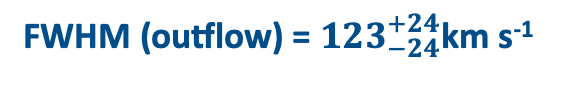 FWHM (outflow) = 123⁺²⁴₋₂₄km s⁻¹